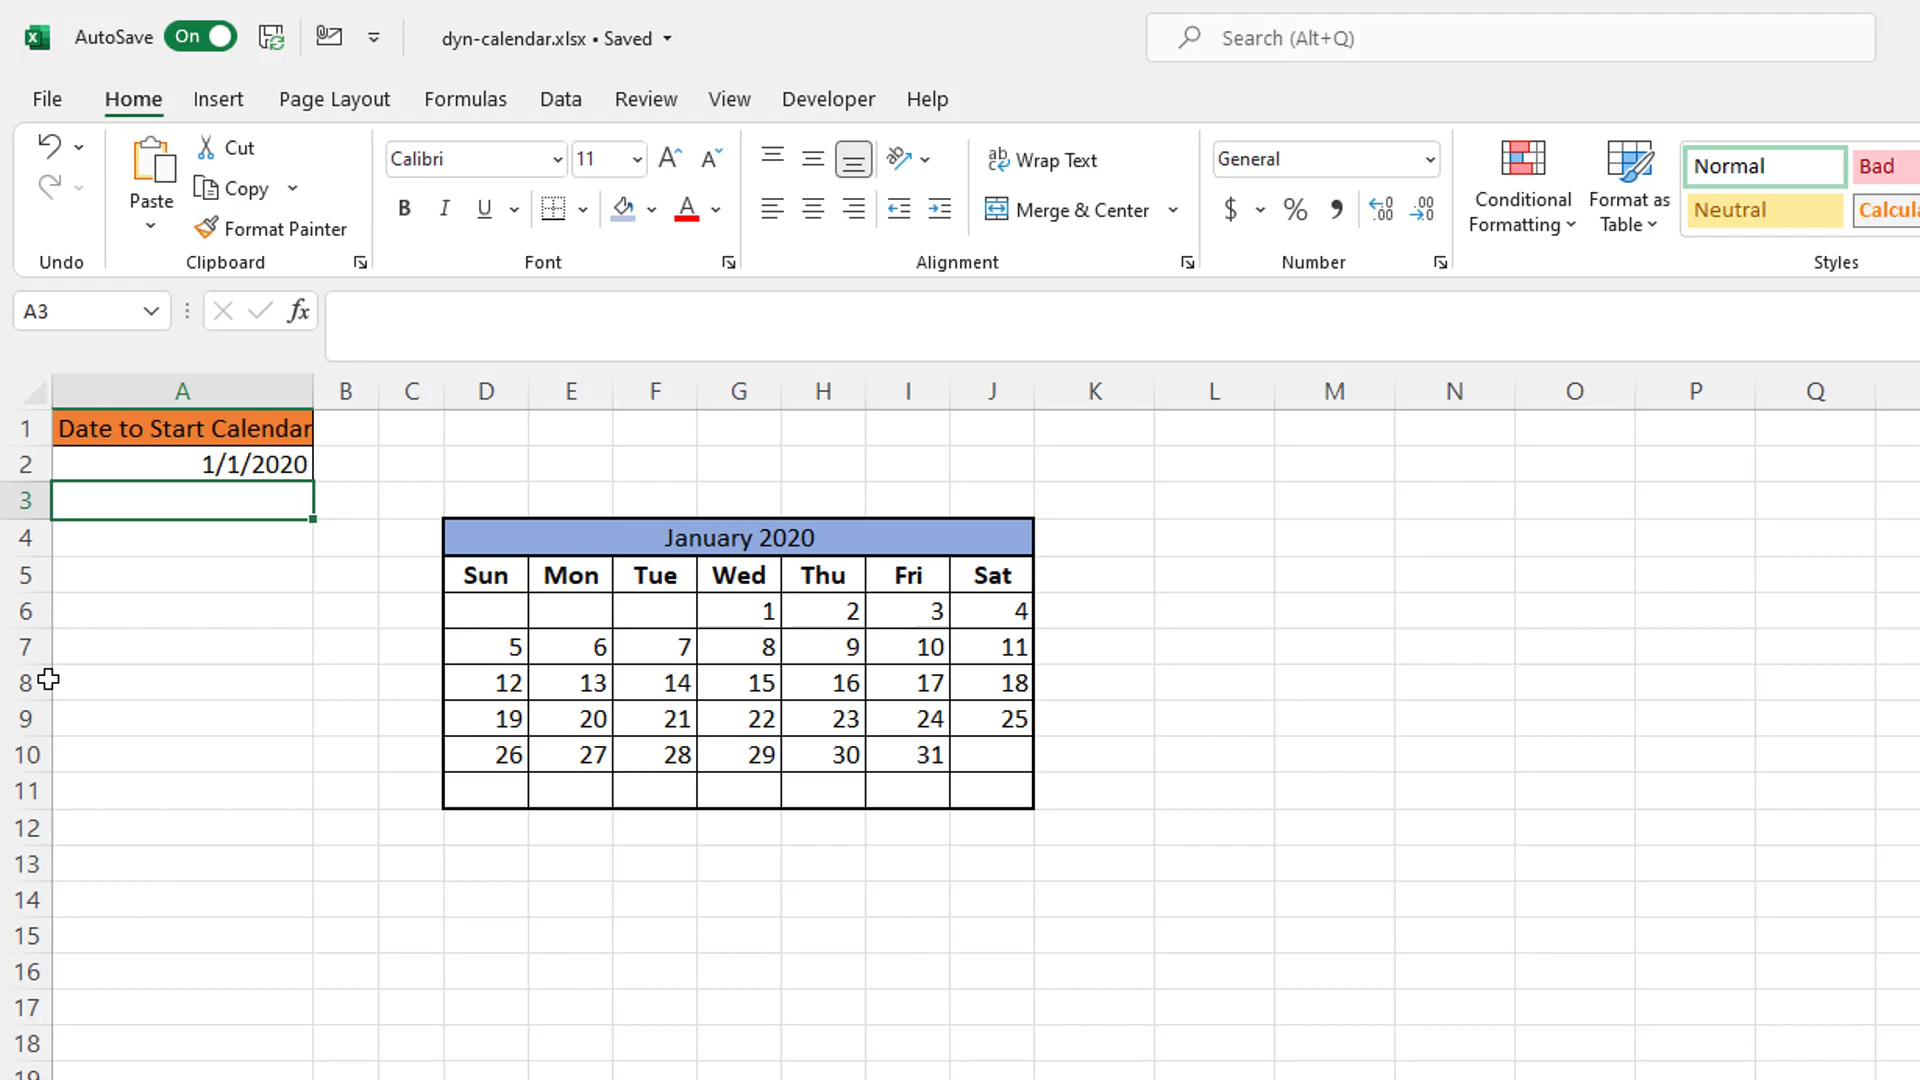 AutoSave On dyn-calendar.xlsx • Saved Search (Alt+Q)
File Home Insert Page Layout Formulas Data Review View Developer Help
Paste Cut Copy Format Painter
Undo Clipboard
Calibri 11 B I U A
Font
ab Wrap Text
Merge & Center
Alignment
General
$ % 9 .00 .00
Number
Conditional Formatting
Format as Table
Normal Bad
Neutral Calcula
Styles
A3 fx
A B C D E F G H I J K L M N O P Q
1 Date to Start Calendar
2 1/1/2020
3
4 January 2020
5 Sun Mon Tue Wed Thu Fri Sat
6 1 2 3 4
7 5 6 7 8 9 10 11
8 12 13 14 15 16 17 18
9 19 20 21 22 23 24 25
10 26 27 28 29 30 31
11
12
13
14
15
16
17
18
19